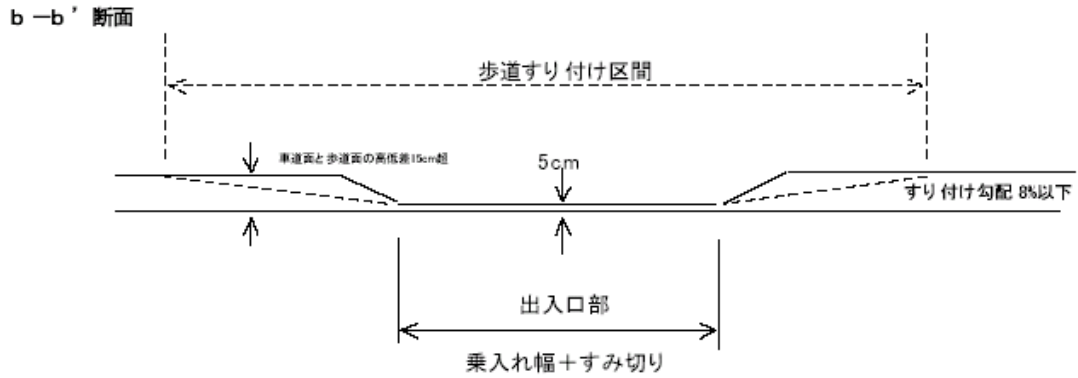 b－b’断面
歩道すり付け区間
車道面と歩道面の高低差15cm超
5cm
すり付け勾配 8%以下
出入口部
乗入れ幅＋すみ切り